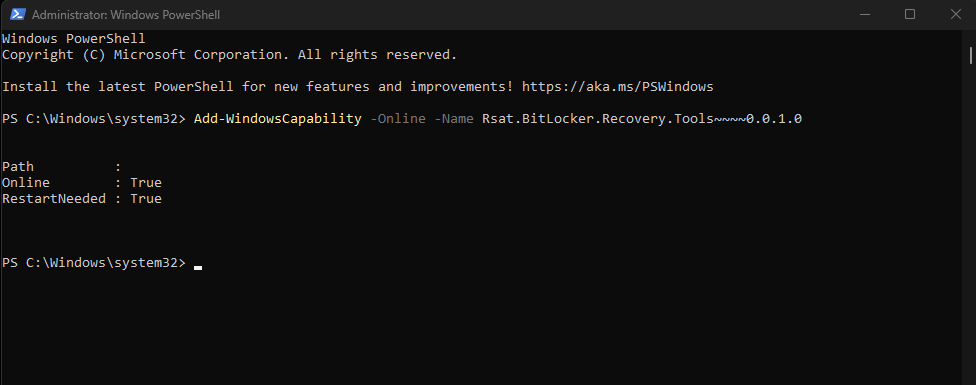 Administrator: Windows PowerShell
Windows PowerShell
Copyright (C) Microsoft Corporation. All rights reserved.
Install the latest PowerShell for new features and improvements! https://aka.ms/PSWindows
PS C:\Windows\system32> Add-WindowsCapability -Online -Name Rsat.BitLocker.Recovery.Tools~~~~0.0.1.0
Path          :
Online        : True
RestartNeeded : True
PS C:\Windows\system32>